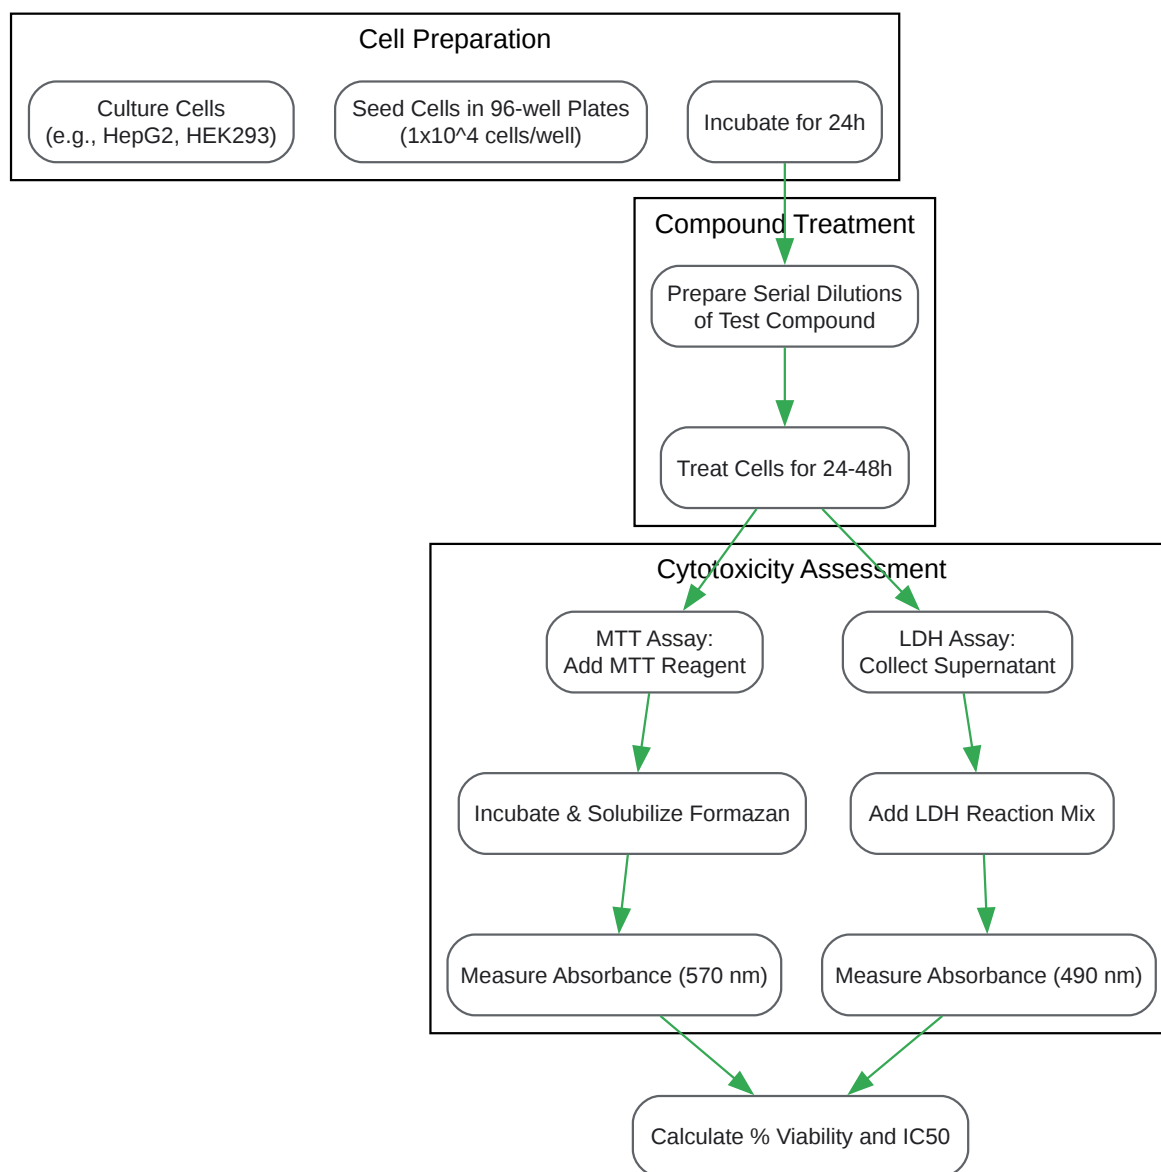 Cell Preparation
Culture Cells
(e.g., HepG2, HEK293)
Seed Cells in 96-well Plates
(1x10^4 cells/well)
Incubate for 24h
Compound Treatment
Prepare Serial Dilutions
of Test Compound
Treat Cells for 24-48h
Cytotoxicity Assessment
MTT Assay:
Add MTT Reagent
LDH Assay:
Collect Supernatant
Incubate & Solubilize Formazan
Add LDH Reaction Mix
Measure Absorbance (570 nm)
Measure Absorbance (490 nm)
Calculate % Viability and IC50